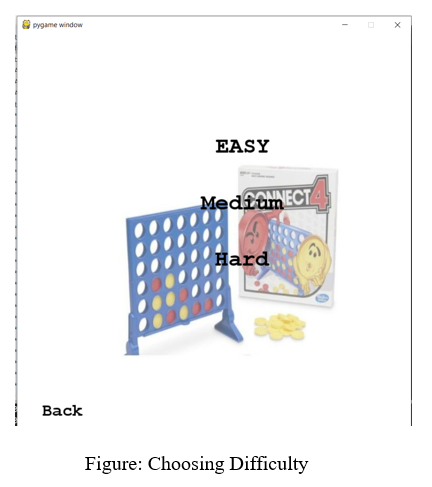 pygame window
EASY
CONNECT 4
Medium
Hard
Back
Figure: Choosing Difficulty